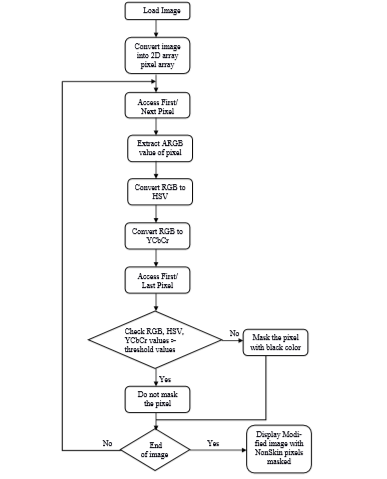 Load Image
Convert image
into 2D array
pixel array
Access First/
Next Pixel
Extract ARGB
value of pixel
Convert RGB to
HSV
Convert RGB to
YCbCr
Access First/
Last Pixel
Check RGB, HSV,
YCbCr values >-
threshold values
No
Mask the pixel
with black color
Yes
Do not mask
the pixel
No
End
of image
Yes
Display Modi-
fied image with
NonSkin pixels
masked